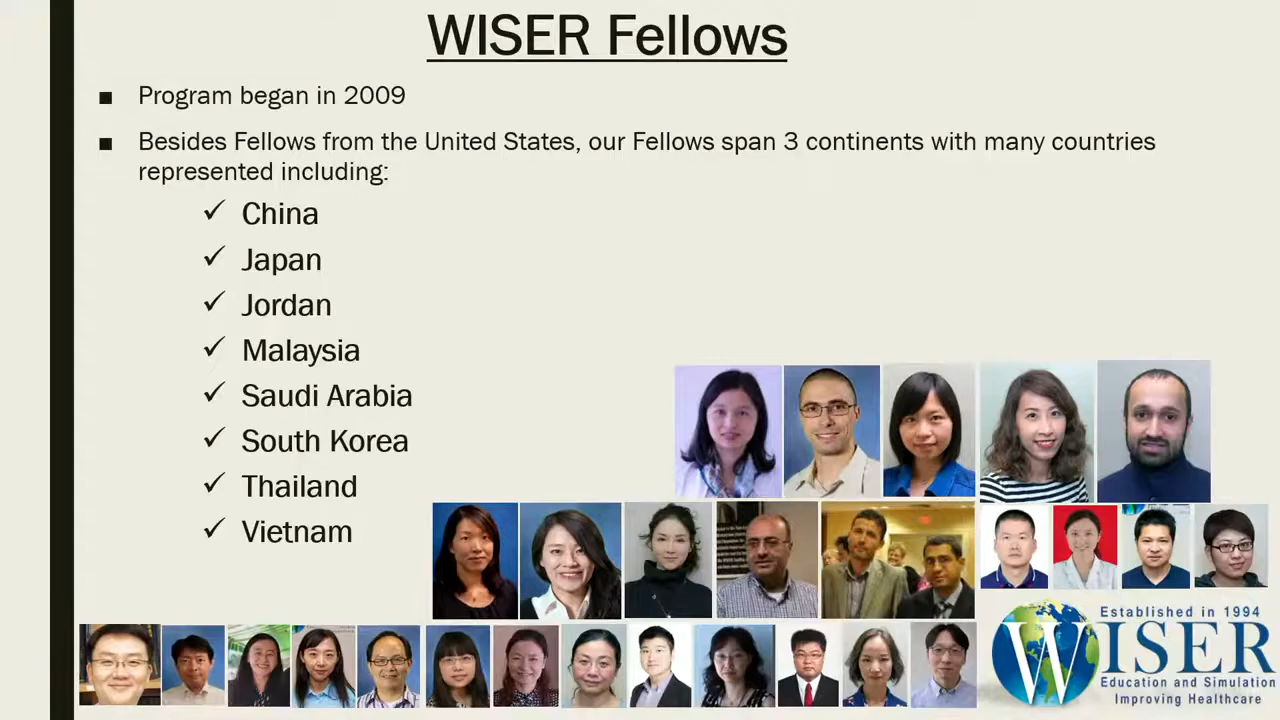 WISER Fellows
■ Program began in 2009
■ Besides Fellows from the United States, our Fellows span 3 continents with many countries
represented including:
✓ China
✓ Japan
✓ Jordan
✓ Malaysia
✓ Saudi Arabia
✓ South Korea
✓ Thailand
✓ Vietnam
Established in 1994
WISER
Education and Simulation
Improving Healthcare